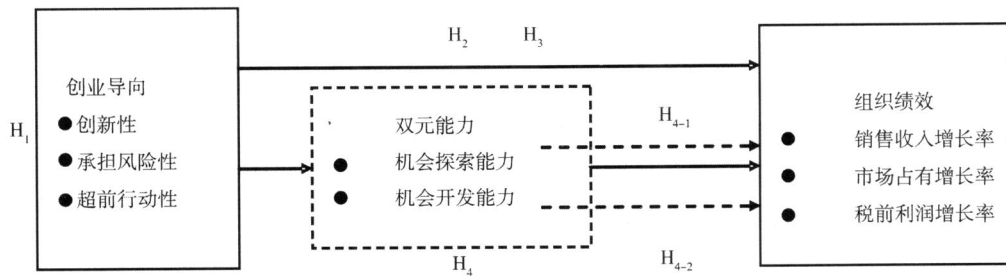 H2 H3
创业导向
H1
●创新性
●承担风险性
●超前行动性
双元能力
●机会探索能力
●机会开发能力
H4
H4-1
H4-2
组织绩效
●销售收入增长率
●市场占有增长率
●税前利润增长率